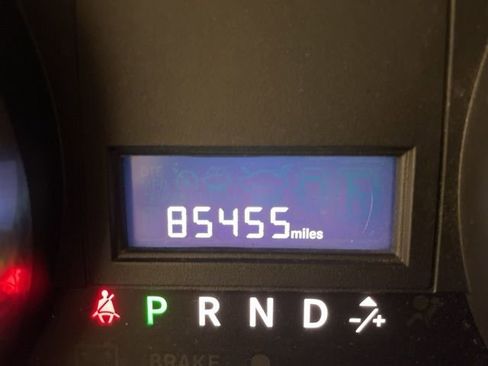 85455miles
P R N D -/+
BRAKE